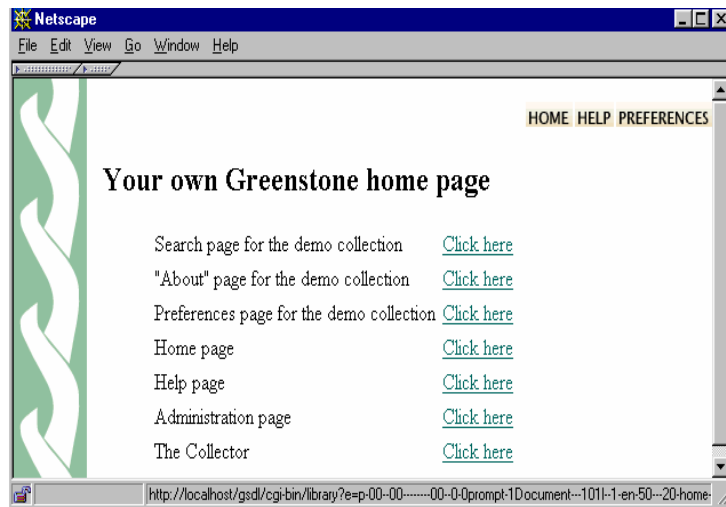 Netscape
File Edit View Go Window Help
HOME HELP PREFERENCES
Your own Greenstone home page
Search page for the demo collection Click here
"About" page for the demo collection Click here
Preferences page for the demo collection Click here
Home page Click here
Help page Click here
Administration page Click here
The Collector Click here
http://localhost/gsdl/cgi-bin/library?e=p-00--00-------00--0-0prompt-1Document---101l--1-en-50---20-home-